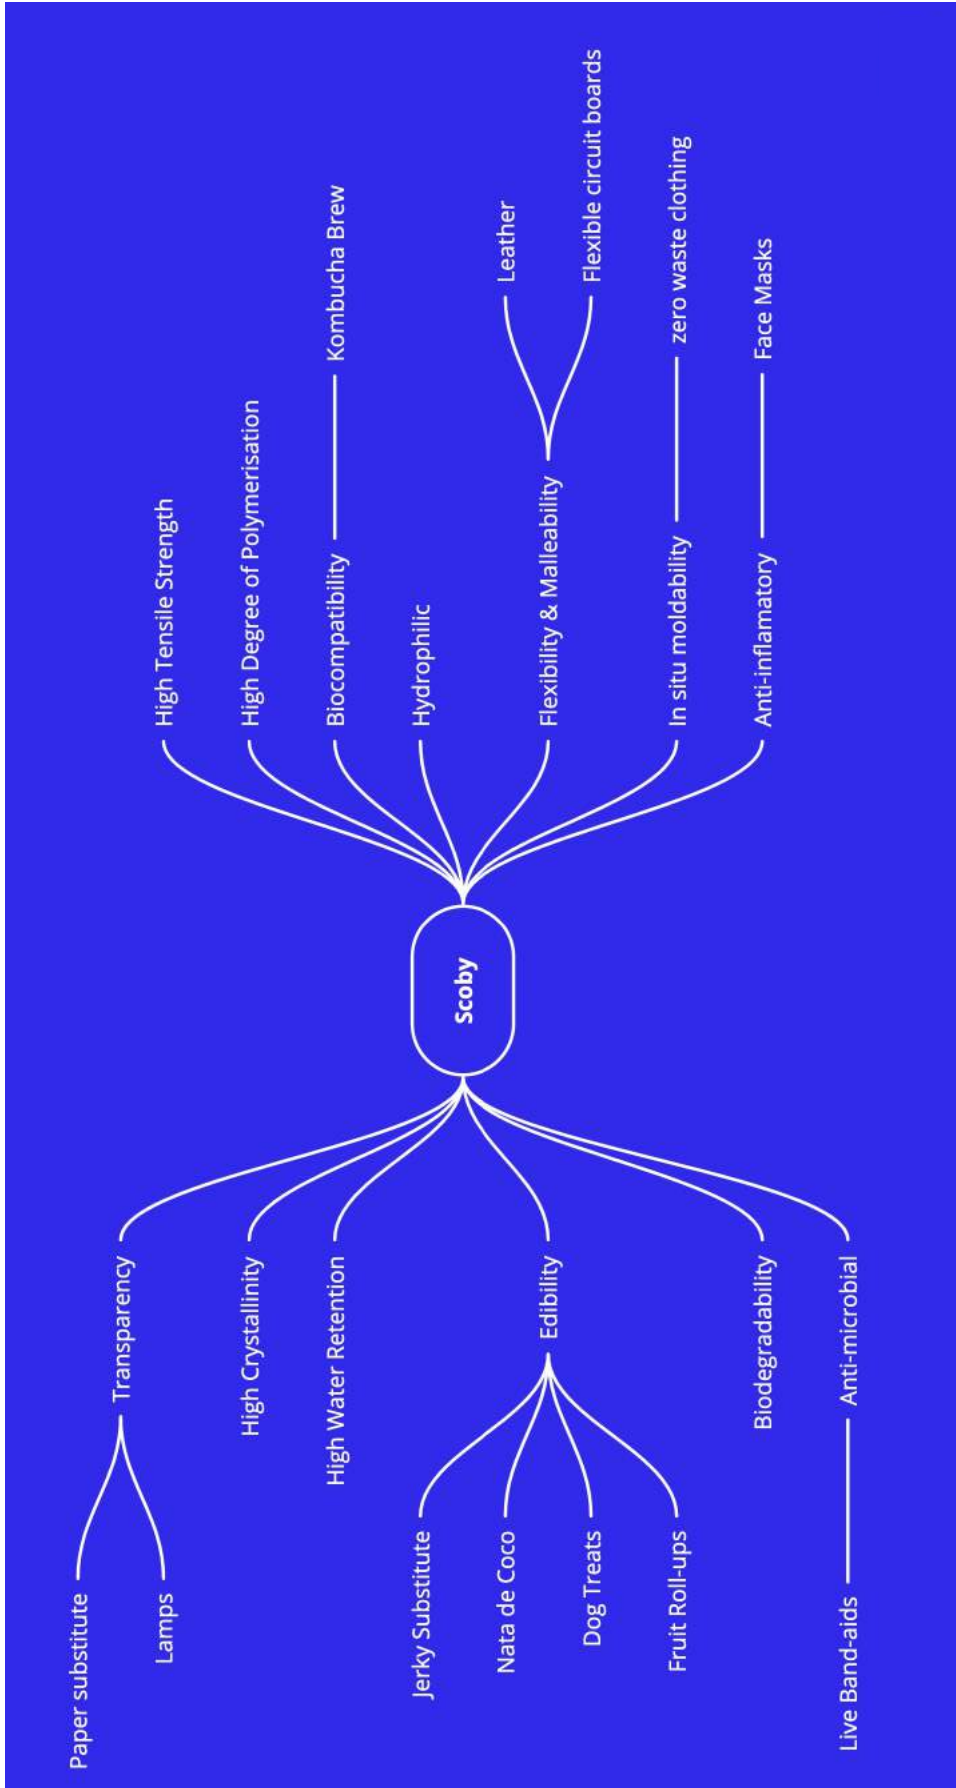 Scoby
Transparency
Paper substitute
Lamps
High Crystallinity
High Water Retention
Edibility
Jerky Substitute
Nata de Coco
Dog Treats
Fruit Roll-ups
Biodegradability
Anti-microbial
Live Band-aids
High Tensile Strength
High Degree of Polymerisation
Biocompatibility
Kombucha Brew
Hydrophilic
Flexibility & Malleability
Leather
Flexible circuit boards
In situ moldability
zero waste clothing
Anti-inflamatory
Face Masks